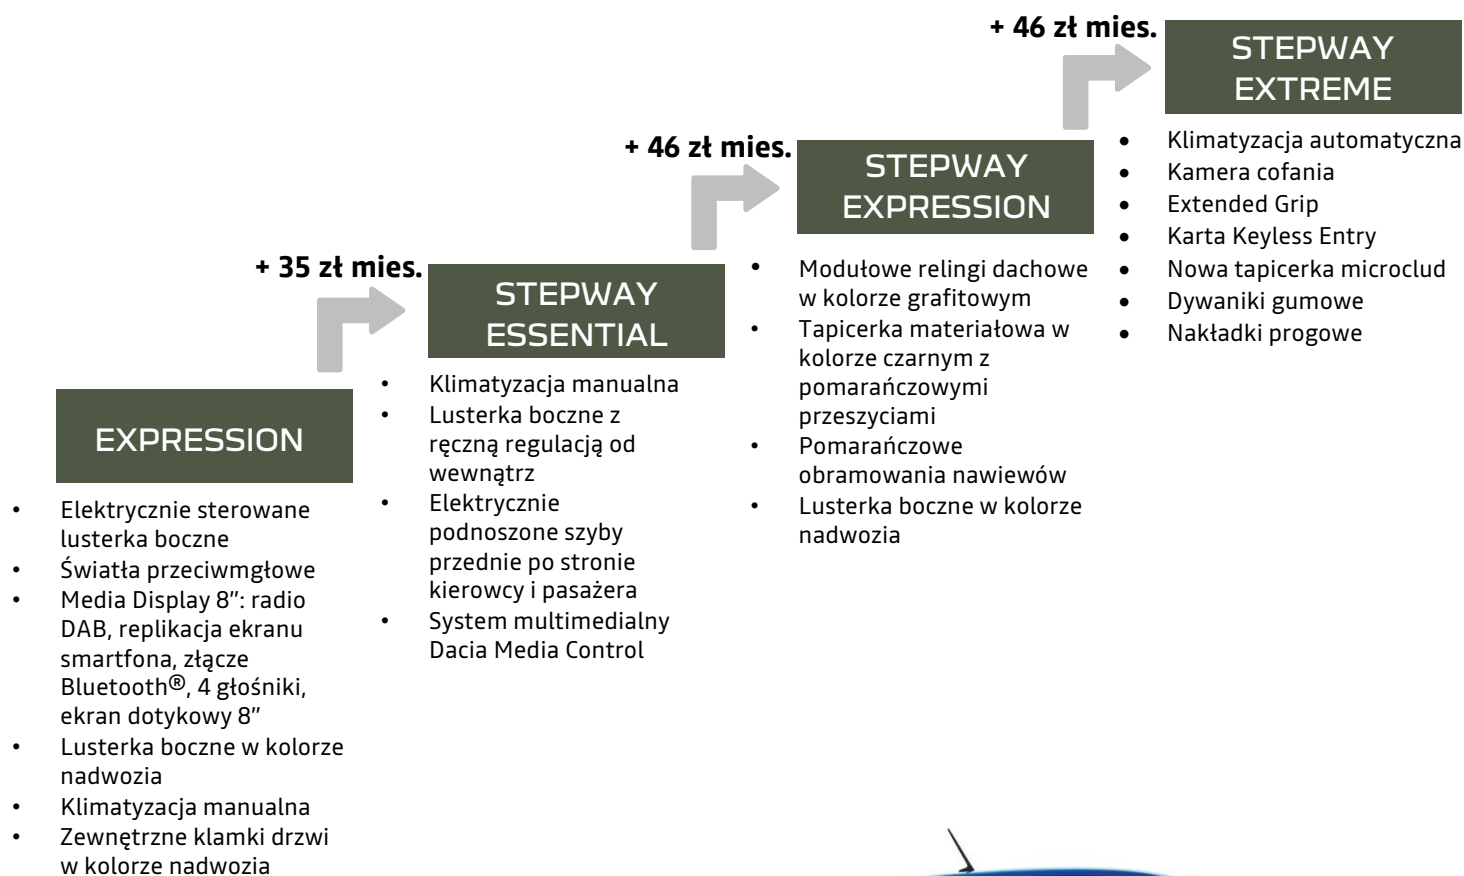 + 46 zł mies.
STEPWAY
EXTREME
• Klimatyzacja automatyczna
• Kamera cofania
• Extended Grip
• Karta Keyless Entry
• Nowa tapicerka microclud
• Dywaniki gumowe
• Nakładki progowe
+ 46 zł mies.
STEPWAY
EXPRESSION
• Modułowe relingi dachowe
w kolorze grafitowym
• Tapicerka materiałowa w
kolorze czarnym z
pomarańczowymi
przeszyciami
• Pomarańczowe
obramowania nawiewów
• Lusterka boczne w kolorze
nadwozia
+ 35 zł mies.
STEPWAY
ESSENTIAL
• Klimatyzacja manualna
• Lusterka boczne z
ręczną regulacją od
wewnątrz
• Elektrycznie
podnoszone szyby
przednie po stronie
kierowcy i pasażera
• System multimedialny
Dacia Media Control
EXPRESSION
• Elektrycznie sterowane
lusterka boczne
• Światła przeciwmgłowe
• Media Display 8”: radio
DAB, replikacja ekranu
smartfona, złącze
Bluetooth®, 4 głośniki,
ekran dotykowy 8”
• Lusterka boczne w kolorze
nadwozia
• Klimatyzacja manualna
• Zewnętrzne klamki drzwi
w kolorze nadwozia